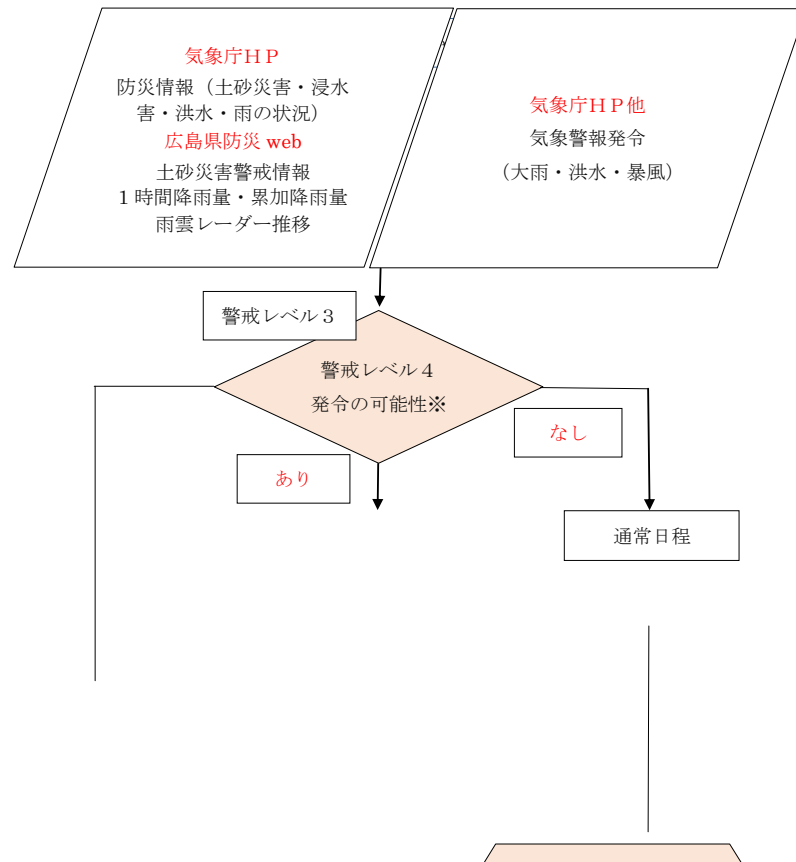 気象庁ＨＰ
防災情報（土砂災害・浸水
害・洪水・雨の状況）
広島県防災 web
土砂災害警戒情報
1 時間降雨量・累加降雨量
雨雲レーダー推移
気象庁ＨＰ他
気象警報発令
（大雨・洪水・暴風）
警戒レベル３
警戒レベル４
発令の可能性※
なし
あり
通常日程